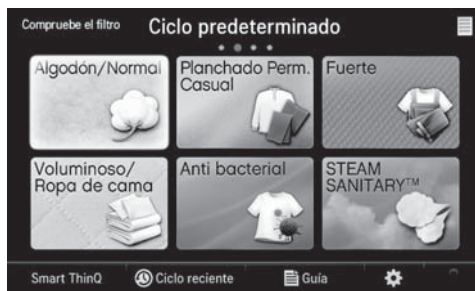 Compruebe el filtro
Ciclo predeterminado
Algodón/Normal
Planchado Perm.
Casual
Fuerte
Voluminoso/
Ropa de cama
Anti bacterial
STEAM
SANITARY™
Smart ThinQ
Ciclo reciente
Guía